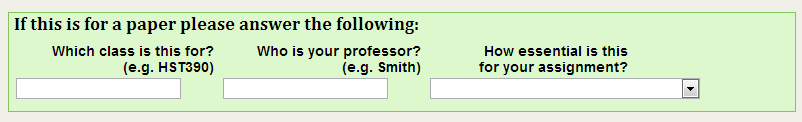 If this is for a paper please answer the following:
Which class is this for?
(e.g. HST390)
Who is your professor?
(e.g. Smith)
How essential is this
for your assignment?